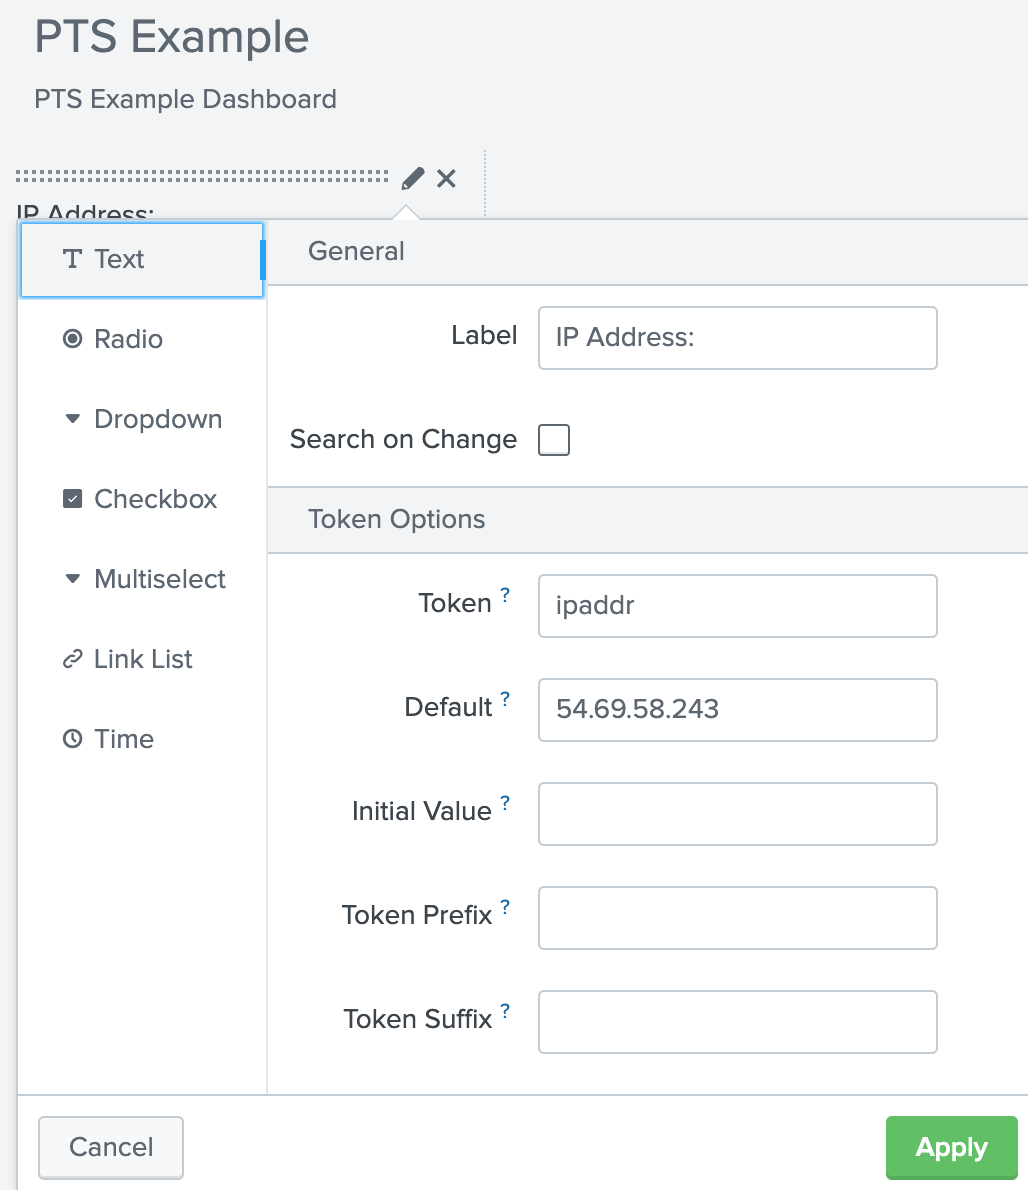 PTS Example
PTS Example Dashboard
IP Address:
Text
General
Radio
Label
IP Address:
Dropdown
Search on Change
Checkbox
Token Options
Multiselect
Token ?
ipaddr
Link List
Default ?
54.69.58.243
Time
Initial Value ?
Token Prefix ?
Token Suffix ?
Cancel
Apply